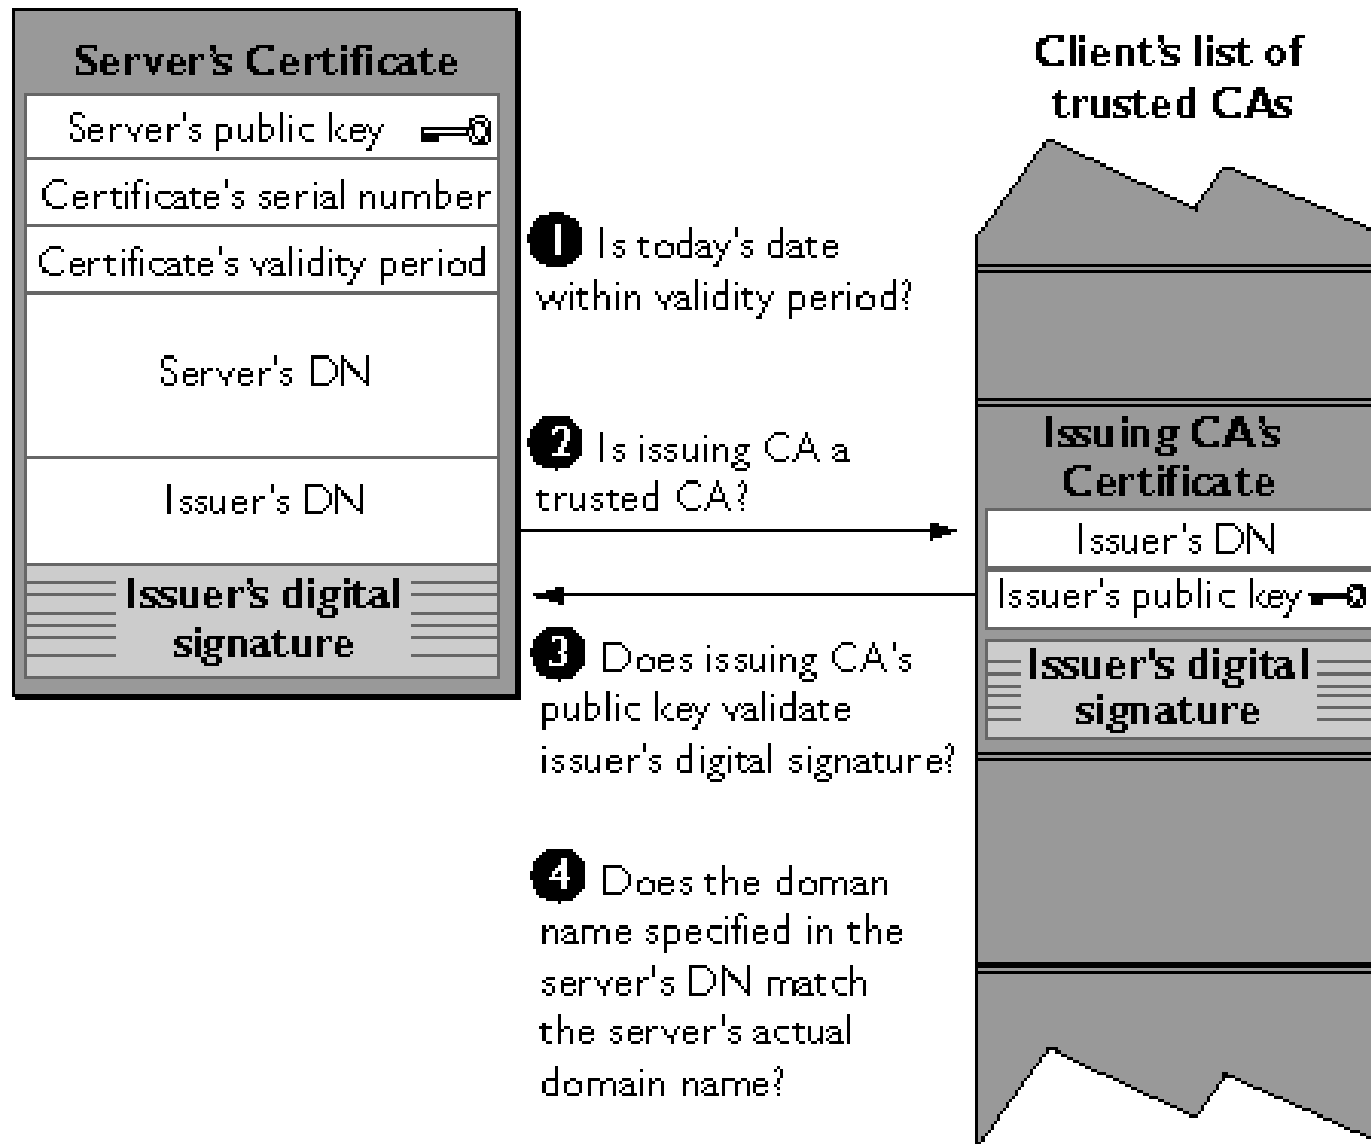 Server's Certificate
Server's public key
Certificate's serial number
Certificate's validity period
Server's DN
Issuer's DN
Issuer's digital
signature
1 Is today's date
within validity period?
2 Is issuing CA a
trusted CA?
3 Does issuing CA's
public key validate
issuer's digital signature?
4 Does the doman
name specified in the
server's DN match
the server's actual
domain name?
Client's list of
trusted CAs
Issuing CA's
Certificate
Issuer's DN
Issuer's public key
Issuer's digital
signature